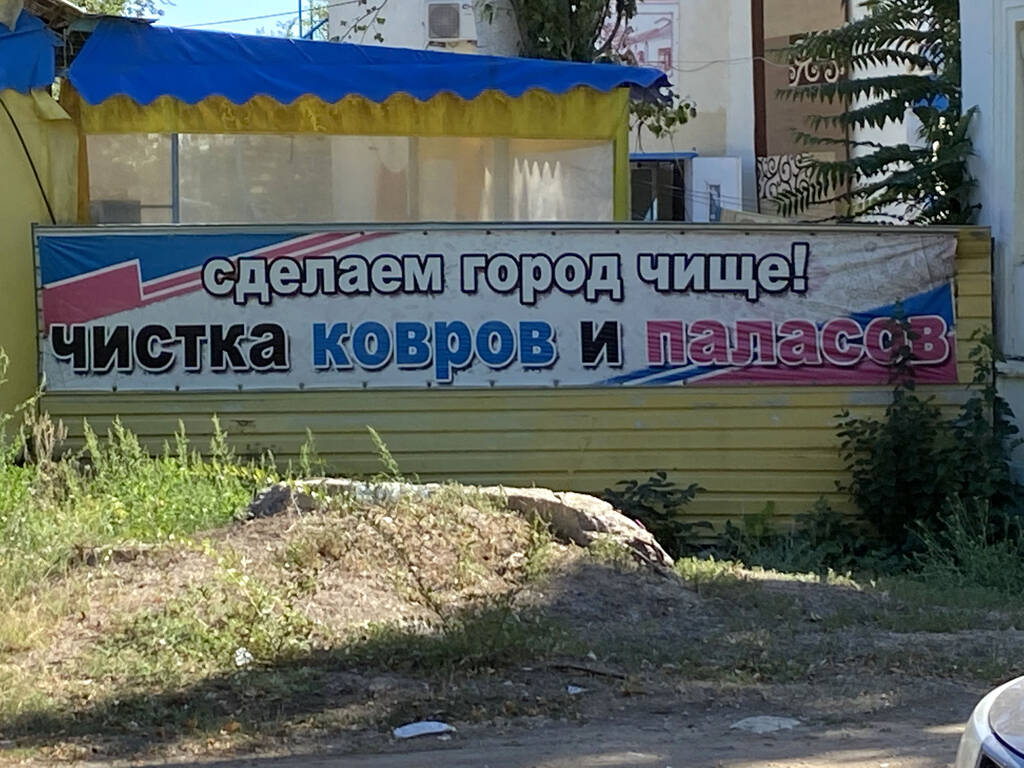 сделаем город чище!
чистка ковров и паласов